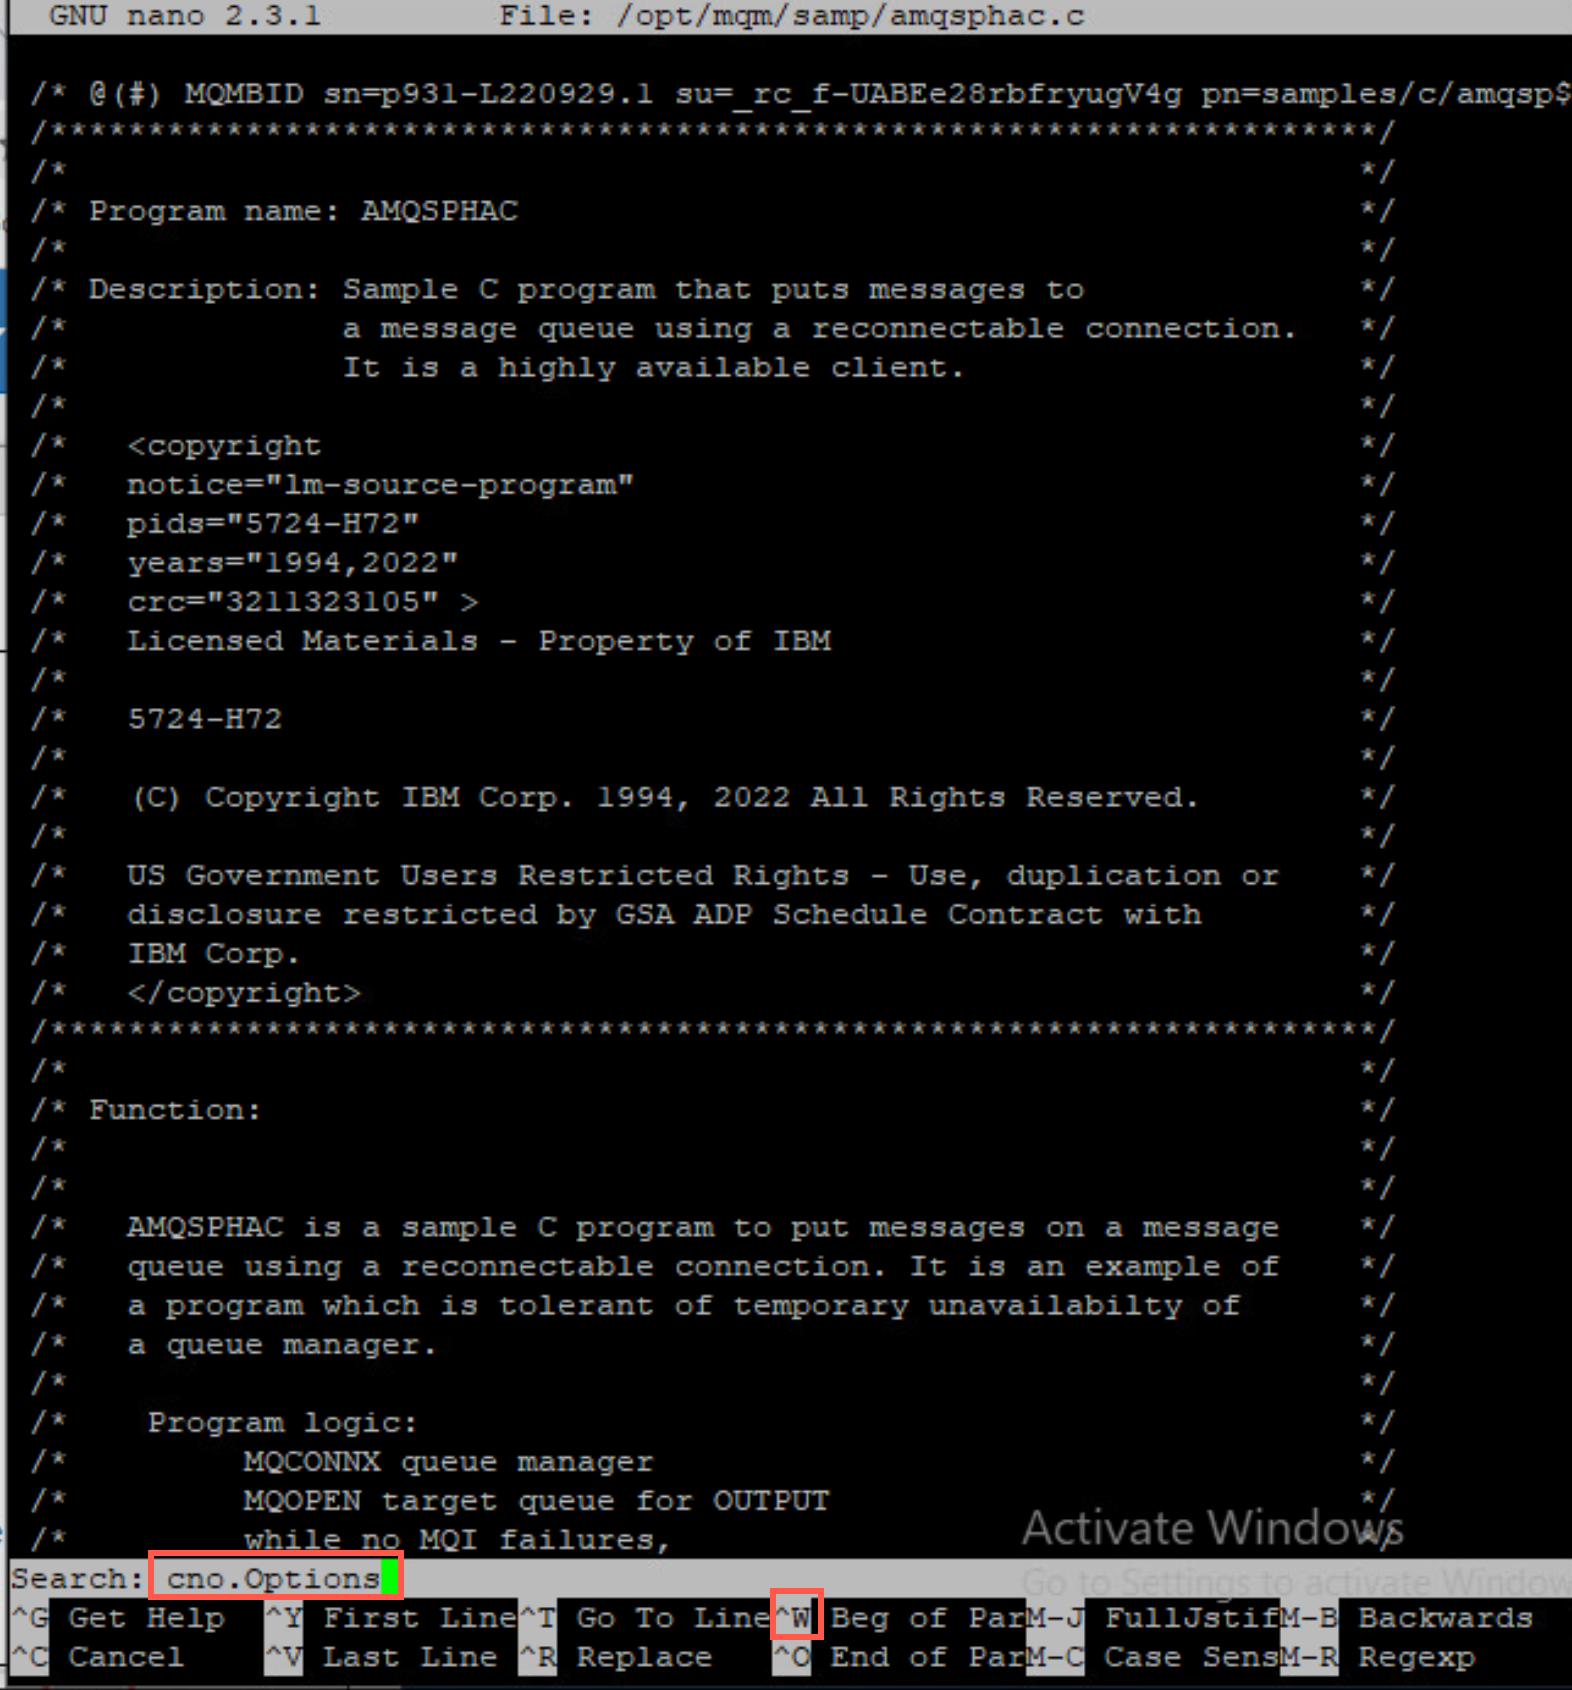 GNU nano 2.3.1 File: /opt/mqm/samp/amqsphac.c
/* @(#) MQMBID sn=p931-L220929.1 su=_rc_f-UABEe28rbfryugV4g pn=samples/c/amqsp$
/********************************************************************/
/* */
/* Program name: AMQSPHAC */
/* */
/* Description: Sample C program that puts messages to */
/* a message queue using a reconnectable connection. */
/* It is a highly available client. */
/* */
/* <copyright */
/* notice="lm-source-program" */
/* pids="5724-H72" */
/* years="1994,2022" */
/* crc="3211323105" > */
/* Licensed Materials - Property of IBM */
/* */
/* 5724-H72 */
/* */
/* (C) Copyright IBM Corp. 1994, 2022 All Rights Reserved. */
/* */
/* US Government Users Restricted Rights - Use, duplication or */
/* disclosure restricted by GSA ADP Schedule Contract with */
/* IBM Corp. */
/* </copyright> */
/********************************************************************/
/* */
/* Function: */
/* */
/* */
/* AMQSPHAC is a sample C program to put messages on a message */
/* queue using a reconnectable connection. It is an example of */
/* a program which is tolerant of temporary unavailabilty of */
/* a queue manager. */
/* */
/* Program logic: */
/* MQCONNX queue manager */
/* MQOPEN target queue for OUTPUT */
/* while no MQI failures, */
Activate Windows
Go to Settings to activate Window
Search: cno.Options
^G Get Help ^Y First Line^T Go To Line^W Beg of ParM-J FullJstifM-B Backwards
^C Cancel ^V Last Line ^R Replace ^O End of ParM-C Case SensM-R Regexp